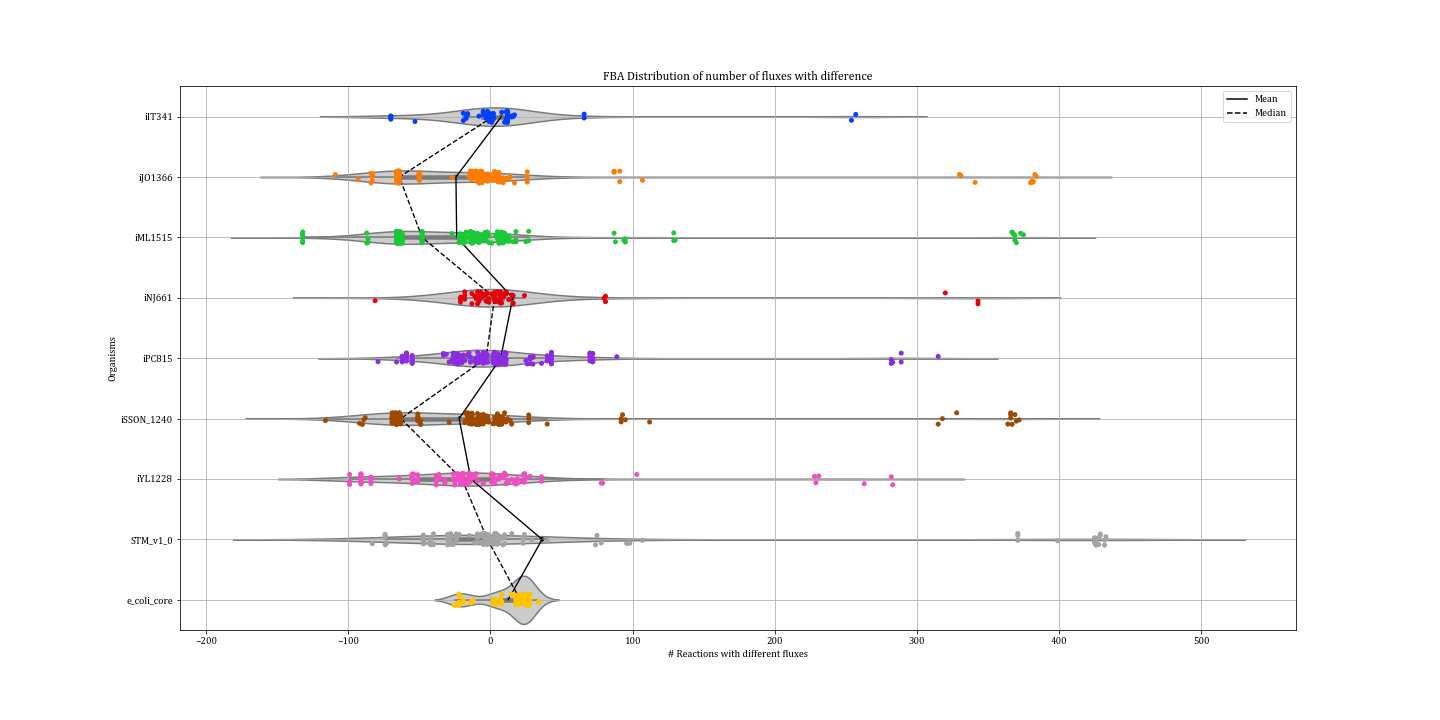 FBA Distribution of number of fluxes with difference
Mean
Median
Organisms
iIT341
iJO1366
iML1515
iNJ661
iPC815
iSSON_1240
iYL1228
STM_v1_0
e_coli_core
−200
−100
0
100
200
300
400
500
# Reactions with different fluxes